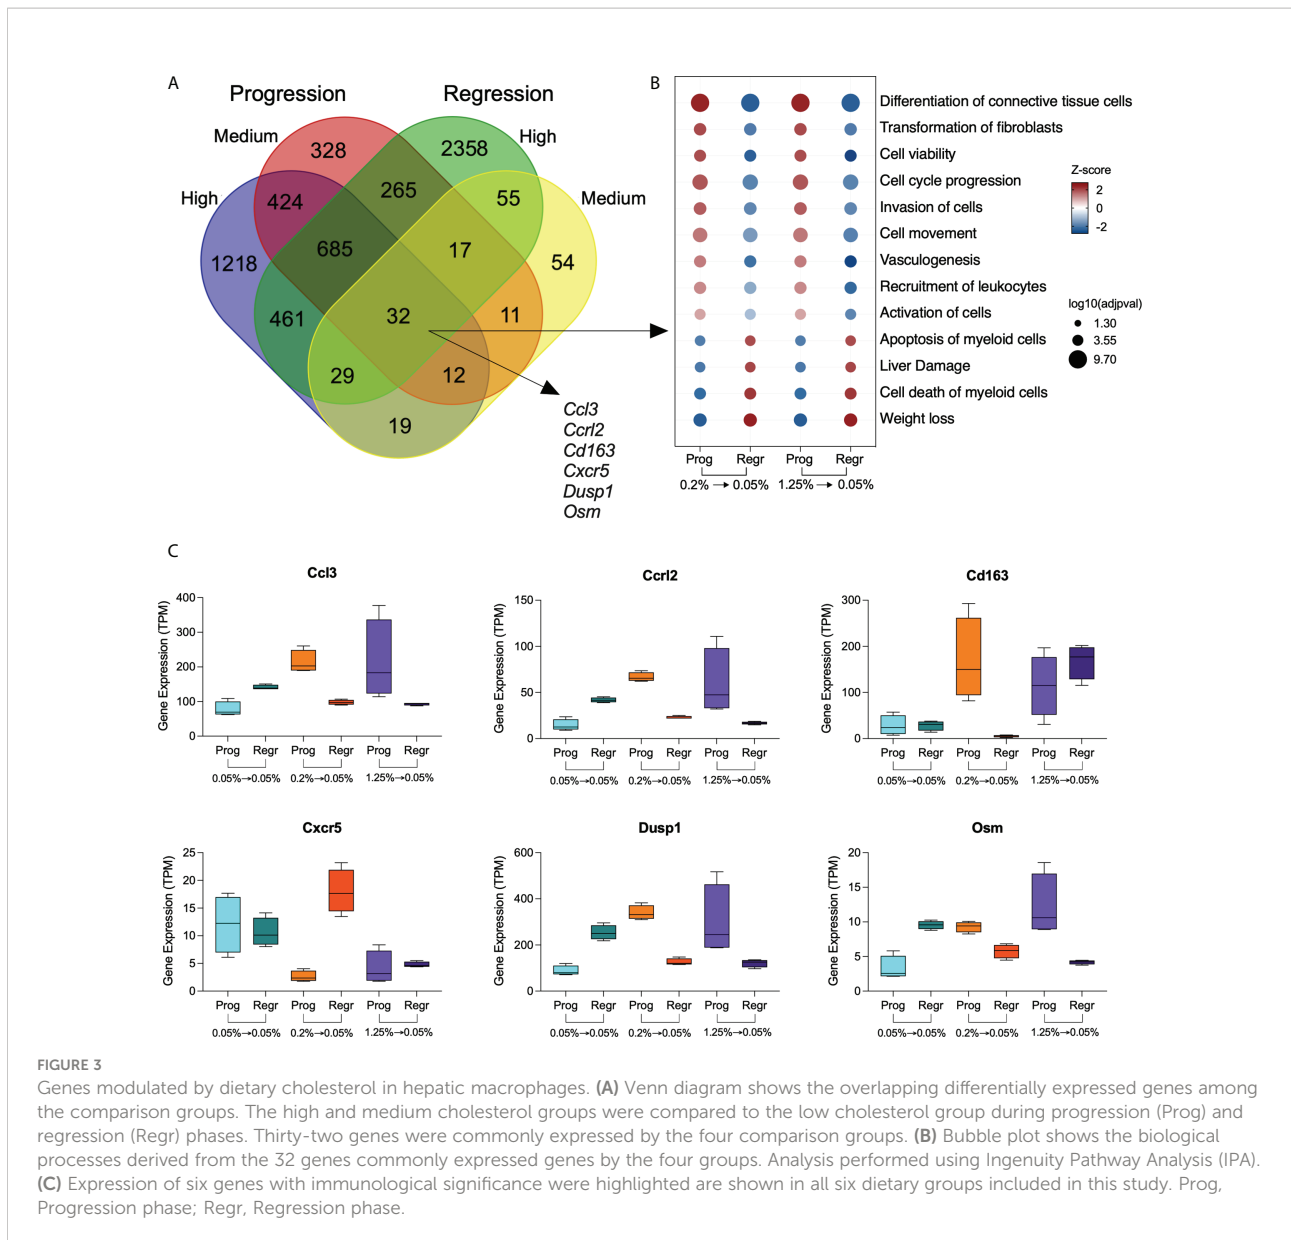 A
Progression
Regression
Medium
High
High
Medium
328
2358
424
265
55
1218
685
17
54
461
32
11
29
12
19
Ccl3
Ccrl2
Cd163
Cxcr5
Dusp1
Osm
B
Differentiation of connective tissue cells
Transformation of fibroblasts
Cell viability
Cell cycle progression
Invasion of cells
Cell movement
Vasculogenesis
Recruitment of leukocytes
Activation of cells
Apoptosis of myeloid cells
Liver Damage
Cell death of myeloid cells
Weight loss
Prog Regr Prog Regr
0.2% → 0.05% 1.25% → 0.05%
Z-score
2
0
-2
log10(adjpval)
1.30
3.55
9.70
C
Ccl3
Gene Expression (TPM)
400
300
200
100
0
Prog Regr Prog Regr Prog Regr
0.05%→0.05% 0.2%→0.05% 1.25%→0.05%
Ccrl2
Gene Expression (TPM)
150
100
50
0
Prog Regr Prog Regr Prog Regr
0.05%→0.05% 0.2%→0.05% 1.25%→0.05%
Cd163
Gene Expression (TPM)
300
200
100
0
Prog Regr Prog Regr Prog Regr
0.05%→0.05% 0.2%→0.05% 1.25%→0.05%
Cxcr5
Gene Expression (TPM)
25
20
15
10
5
0
Prog Regr Prog Regr Prog Regr
0.05%→0.05% 0.2%→0.05% 1.25%→0.05%
Dusp1
Gene Expression (TPM)
600
400
200
0
Prog Regr Prog Regr Prog Regr
0.05%→0.05% 0.2%→0.05% 1.25%→0.05%
Osm
Gene Expression (TPM)
20
15
10
5
0
Prog Regr Prog Regr Prog Regr
0.05%→0.05% 0.2%→0.05% 1.25%→0.05%
FIGURE 3
Genes modulated by dietary cholesterol in hepatic macrophages. (A) Venn diagram shows the overlapping differentially expressed genes among
the comparison groups. The high and medium cholesterol groups were compared to the low cholesterol group during progression (Prog) and
regression (Regr) phases. Thirty-two genes were commonly expressed by the four comparison groups. (B) Bubble plot shows the biological
processes derived from the 32 genes commonly expressed genes by the four groups. Analysis performed using Ingenuity Pathway Analysis (IPA).
(C) Expression of six genes with immunological significance were highlighted are shown in all six dietary groups included in this study. Prog,
Progression phase; Regr, Regression phase.